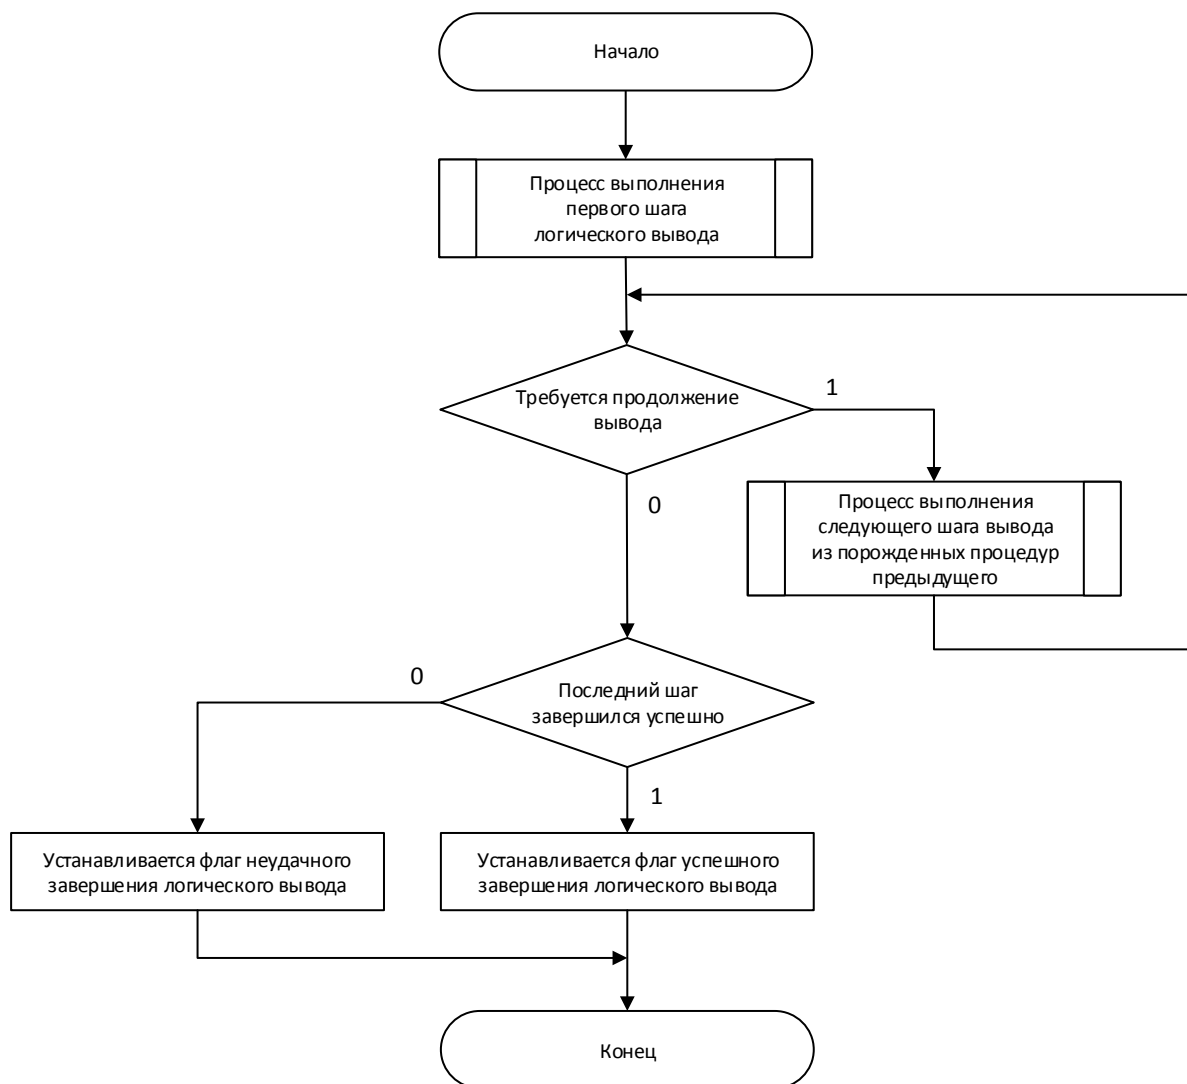 Начало
Процесс выполнения
первого шага
логического вывода
Требуется продолжение
вывода
1
0
Процесс выполнения
следующего шага вывода
из порожденных процедур
предыдущего
Последний шаг
завершился успешно
0
1
Устанавливается флаг неудачного
завершения логического вывода
Устанавливается флаг успешного
завершения логического вывода
Конец